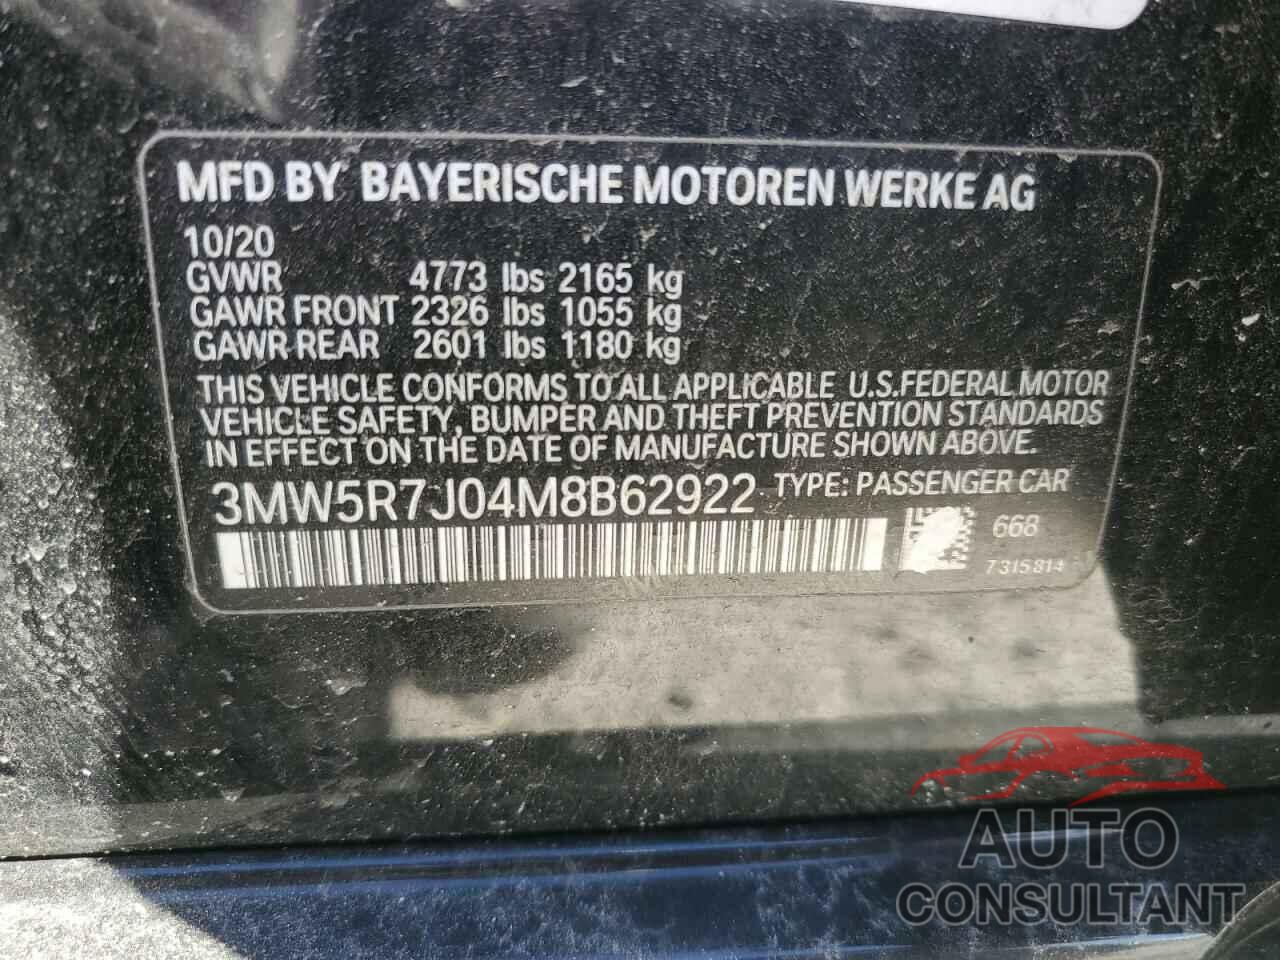 MFD BY BAYERISCHE MOTOREN WERKE AG
10/20
GVWR 4773 lbs 2165 kg
GAWR FRONT 2326 lbs 1055 kg
GAWR REAR 2601 lbs 1180 kg
THIS VEHICLE CONFORMS TO ALL APPLICABLE U.S. FEDERAL MOTOR
VEHICLE SAFETY, BUMPER AND THEFT PREVENTION STANDARDS
IN EFFECT ON THE DATE OF MANUFACTURE SHOWN ABOVE.
3MW5R7J04M8B62922 TYPE: PASSENGER CAR
668
7315814
AUTO
CONSULTANT